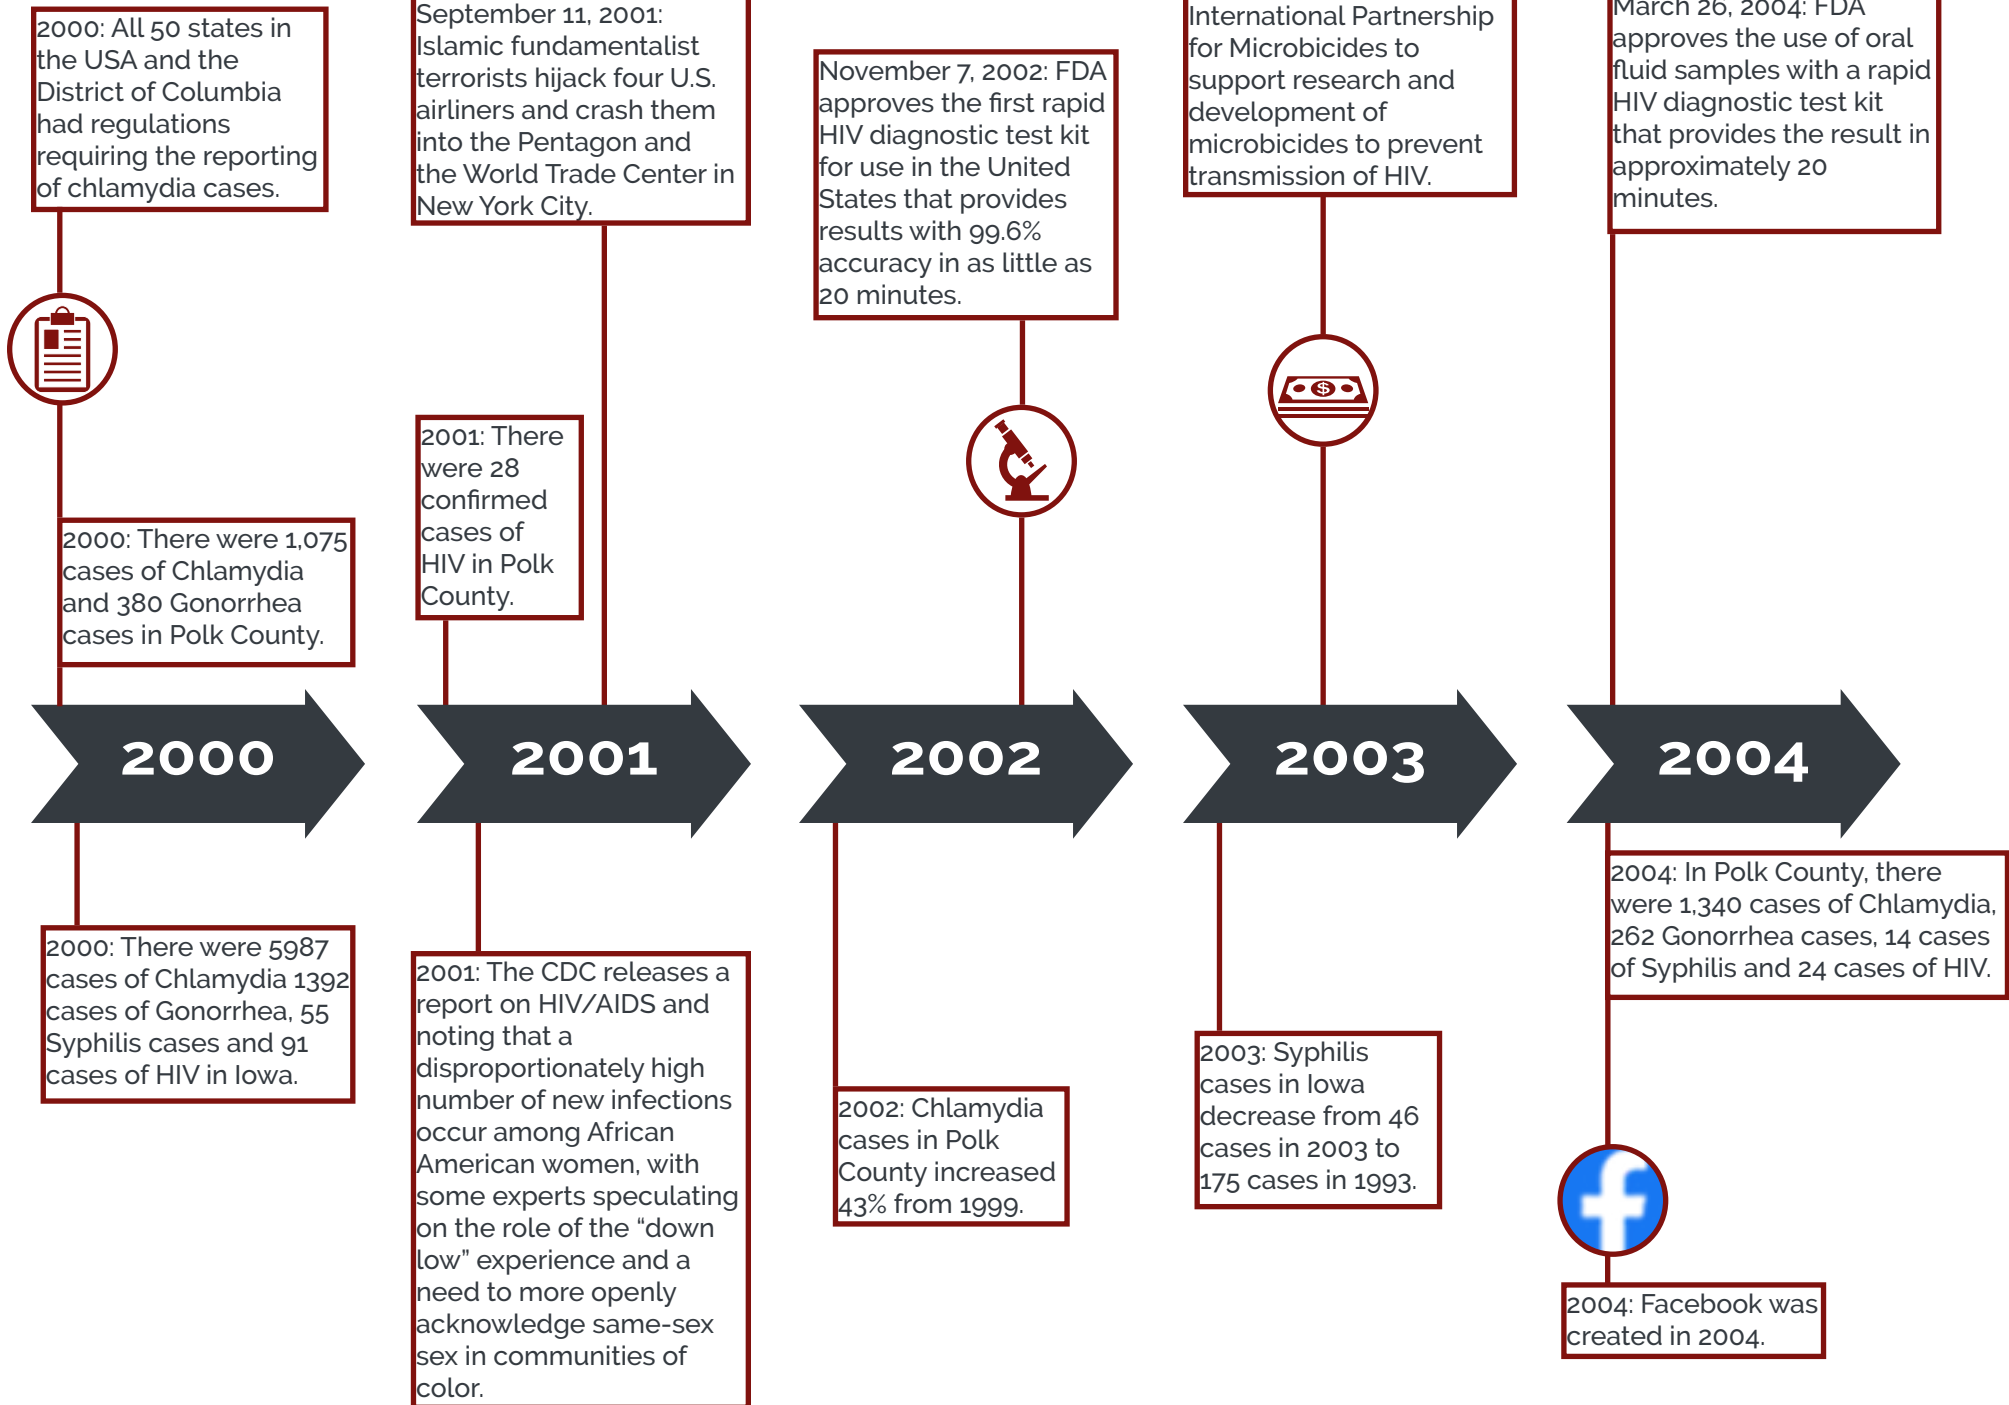 2000: All 50 states in
the USA and the
District of Columbia
had regulations
requiring the reporting
of chlamydia cases.
September 11, 2001:
Islamic fundamentalist
terrorists hijack four U.S.
airliners and crash them
into the Pentagon and
the World Trade Center in
New York City.
November 7, 2002: FDA
approves the first rapid
HIV diagnostic test kit
for use in the United
States that provides
results with 99.6%
accuracy in as little as
20 minutes.
International Partnership
for Microbicides to
support research and
development of
microbicides to prevent
transmission of HIV.
March 26, 2004: FDA
approves the use of oral
fluid samples with a rapid
HIV diagnostic test kit
that provides the result in
approximately 20
minutes.
2000: There were 1,075
cases of Chlamydia
and 380 Gonorrhea
cases in Polk County.
2001: There
were 28
confirmed
cases of
HIV in Polk
County.
2000
2001
2002
2003
2004
2000: There were 5987
cases of Chlamydia 1392
cases of Gonorrhea, 55
Syphilis cases and 91
cases of HIV in Iowa.
2001: The CDC releases a
report on HIV/AIDS and
noting that a
disproportionately high
number of new infections
occur among African
American women, with
some experts speculating
on the role of the “down
low” experience and a
need to more openly
acknowledge same-sex
sex in communities of
color.
2002: Chlamydia
cases in Polk
County increased
43% from 1999.
2003: Syphilis
cases in Iowa
decrease from 46
cases in 2003 to
175 cases in 1993.
2004: In Polk County, there
were 1,340 cases of Chlamydia,
262 Gonorrhea cases, 14 cases
of Syphilis and 24 cases of HIV.
2004: Facebook was
created in 2004.